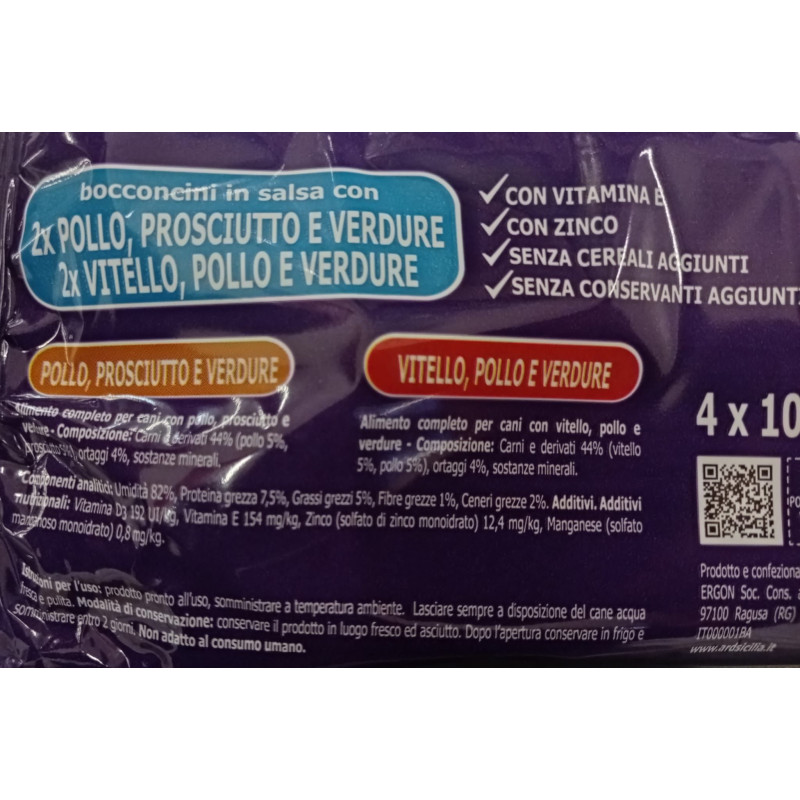 bocconcini in salsa con
2x POLLO, PROSCIUTTO E VERDURE
2x VITELLO, POLLO E VERDURE
✓CON VITAMINA E
✓CON ZINCO
✓SENZA CEREALI AGGIUNTI
✓SENZA CONSERVANTI AGGIUNT
POLLO, PROSCIUTTO E VERDURE
Alimento completo per cani con pollo, prosciutto e
verdure - Composizione: Carni e derivati 44% (pollo 5%,
prosciutto 5%), ortaggi 4%, sostanze minerali.
VITELLO, POLLO E VERDURE
Alimento completo per cani con vitello, pollo e
verdure - Composizione: Carni e derivati 44% (vitello
5%, pollo 5%), ortaggi 4%, sostanze minerali.
Componenti analitici: Umidità 82%, Proteina grezza 7,5%, Grassi grezzi 5%, Fibre grezze 1%, Ceneri grezze 2%. Additivi. Additivi
nutrizionali: Vitamina D3 192 UI/kg, Vitamina E 154 mg/kg, Zinco (solfato di zinco monoidrato) 12,4 mg/kg, Manganese (solfato
manganoso monoidrato) 0,8 mg/kg.
Istruzioni per l'uso: prodotto pronto all'uso, somministrare a temperatura ambiente. Lasciare sempre a disposizione del cane acqua
fresca e pulita. Modalità di conservazione: conservare il prodotto in luogo fresco ed asciutto. Dopo l'apertura conservare in frigo e
somministrare entro 2 giorni. Non adatto al consumo umano.
4 x 10
PO
Prodotto e confeziona
ERGON Soc. Cons. a
97100 Ragusa (RG)
IT000001BA
www.ardsicilia.it